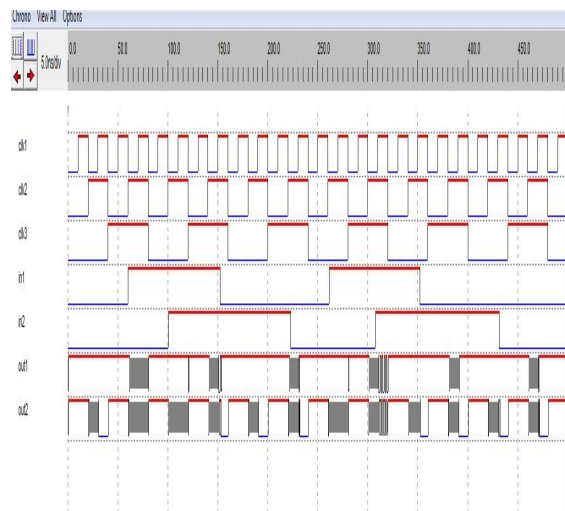 Chrono View All Options
5.0ns/div
0.0 50.0 100.0 150.0 200.0 250.0 300.0 350.0 400.0 450.0
clk1
clk2
clk3
in1
in2
out1
out2